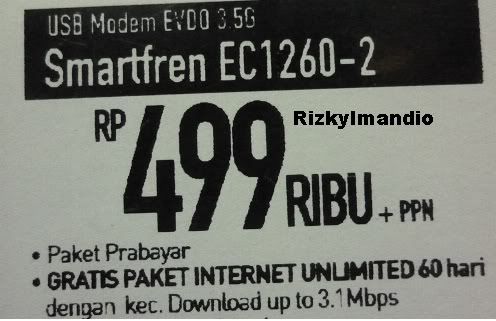 USB Modem EVDO 3.5G
Smartfren EC1260-2
RP 499 RIBU + PPN
RizkyImandio
• Paket Prabayar
• GRATIS PAKET INTERNET UNLIMITED 60 hari
dengan kec. Download up to 3.1Mbps